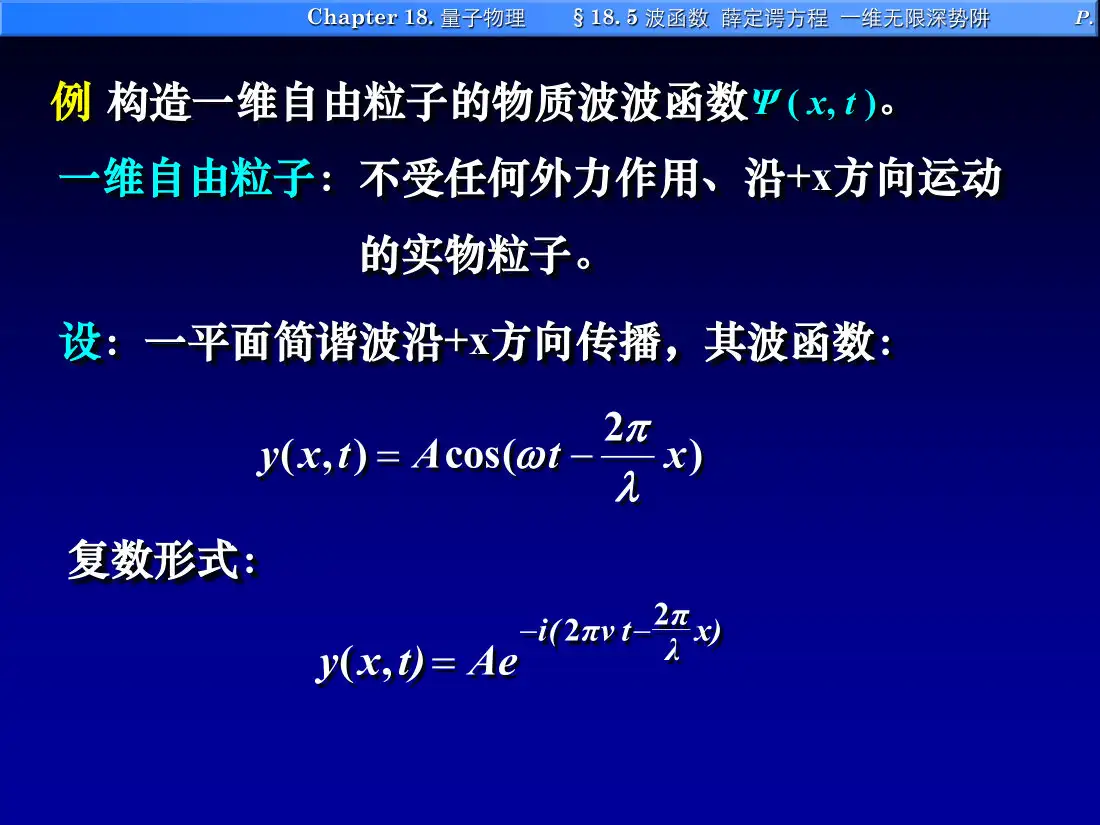 Chapter 18. 量子物理 §18.5 波函数 薛定谔方程 一维无限深势阱 P.
例 构造一维自由粒子的物质波波函数Ψ(x, t)。
一维自由粒子：不受任何外力作用、沿+x方向运动
的实物粒子。
设：一平面简谐波沿+x方向传播，其波函数：
y(x,t) = A cos(ωt − \frac{2π}{λ} x)
复数形式：
y(x,t) = Ae^{−i(2πν t−\frac{2π}{λ} x)}